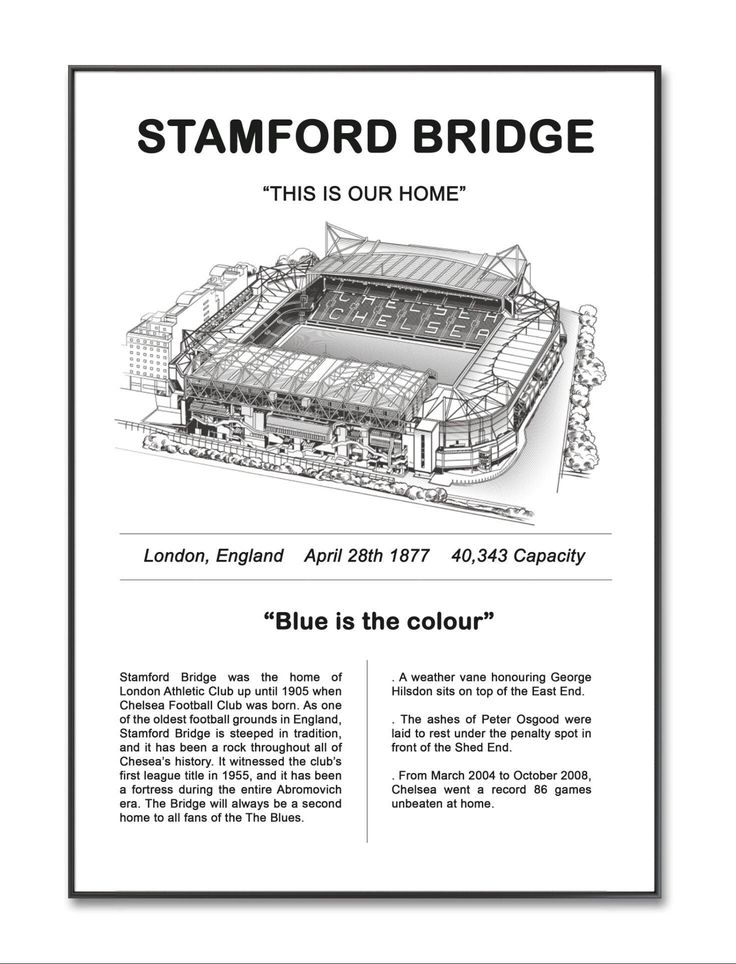 STAMFORD BRIDGE
“THIS IS OUR HOME”
CHELSEA
CHELSEA
London, England April 28th 1877 40,343 Capacity
“Blue is the colour”
Stamford Bridge was the home of
London Athletic Club up until 1905 when
Chelsea Football Club was born. As one
of the oldest football grounds in England,
Stamford Bridge is steeped in tradition,
and it has been a rock throughout all of
Chesea’s history. It witnessed the club’s
first league title in 1955, and it has been
a fortress during the entire Abromovich
era. The Bridge will always be a second
home to all fans of the The Blues.
. A weather vane honouring George
Hilsdon sits on top of the East End.
. The ashes of Peter Osgood were
laid to rest under the penalty spot in
front of the Shed End.
. From March 2004 to October 2008,
Chelsea went a record 86 games
unbeaten at home.